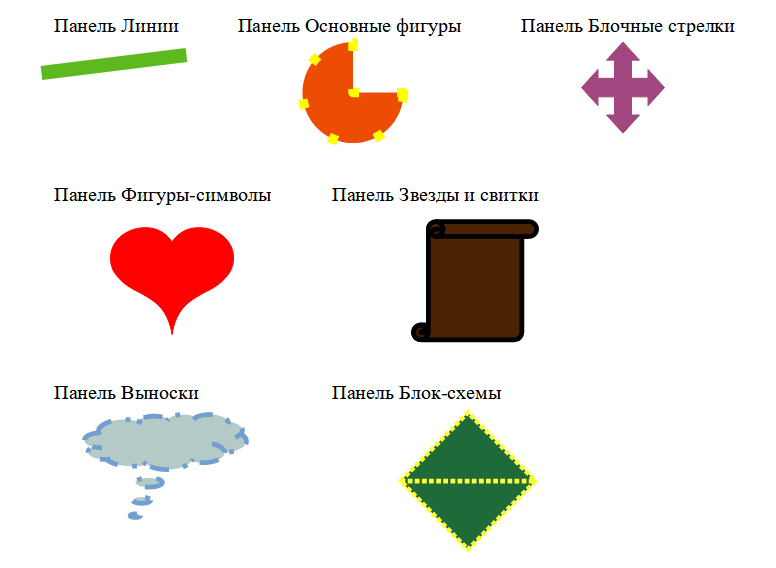 Панель Линии
Панель Основные фигуры
Панель Блочные стрелки
Панель Фигуры-символы
Панель Звезды и свитки
Панель Выноски
Панель Блок-схемы